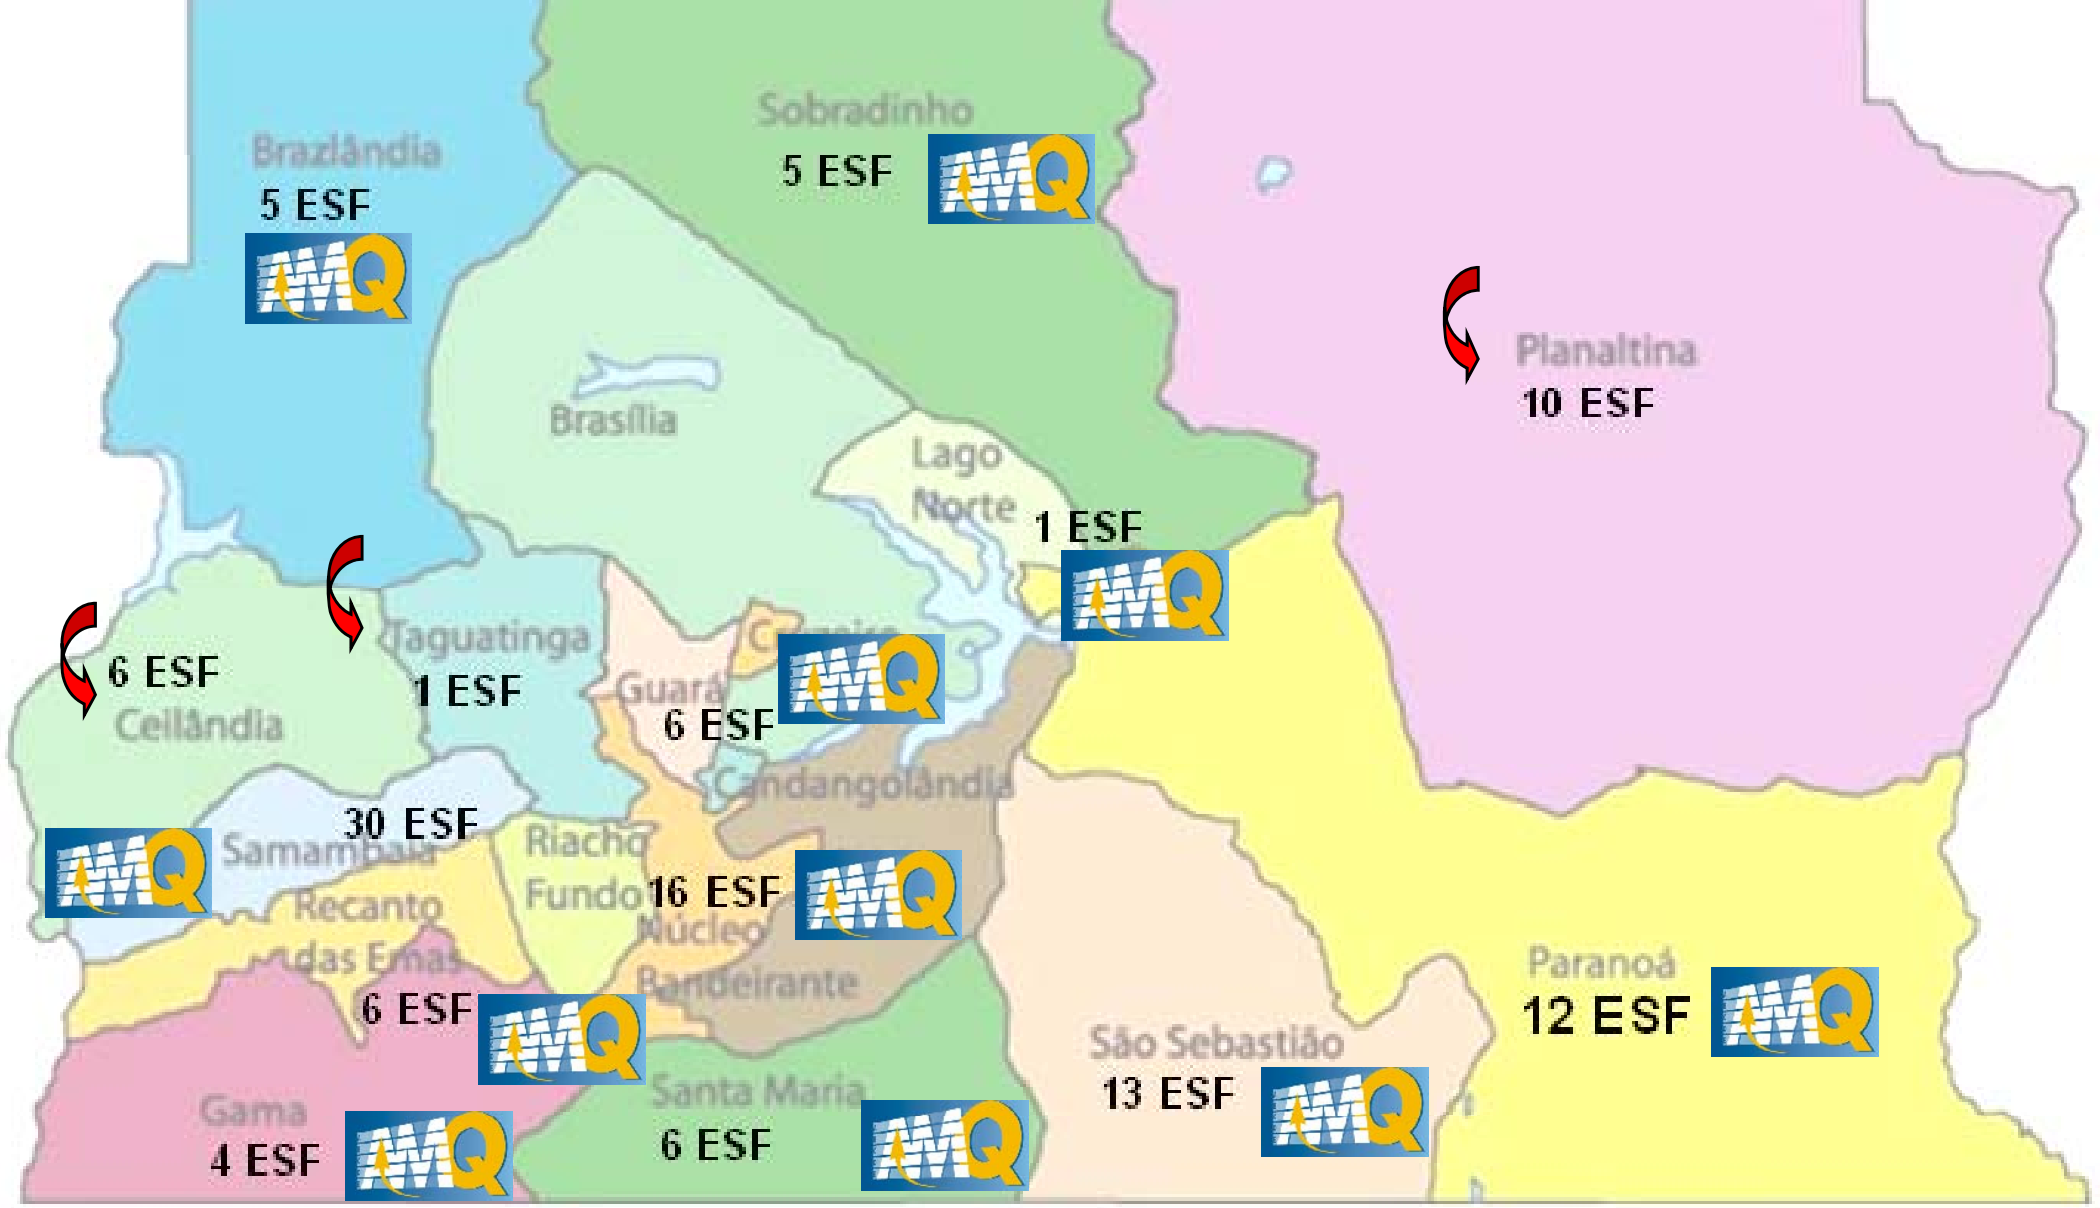 Sobradinho
5 ESF
AMQ
Brazlândia
5 ESF
AMQ
Planaltina
10 ESF
Brasília
Lago
Norte
1 ESF
AMQ
Taguatinga
1 ESF
6 ESF
Ceilândia
Guará
6 ESF
AMQ
Candangolândia
30 ESF
Samambaia
AMQ
Riacho
Fundo
16 ESF
AMQ
Núcleo
Bandeirante
Recanto
das Emas
6 ESF
AMQ
Paranoá
12 ESF
AMQ
São Sebastião
13 ESF
AMQ
Gama
4 ESF
AMQ
Santa Maria
6 ESF
AMQ